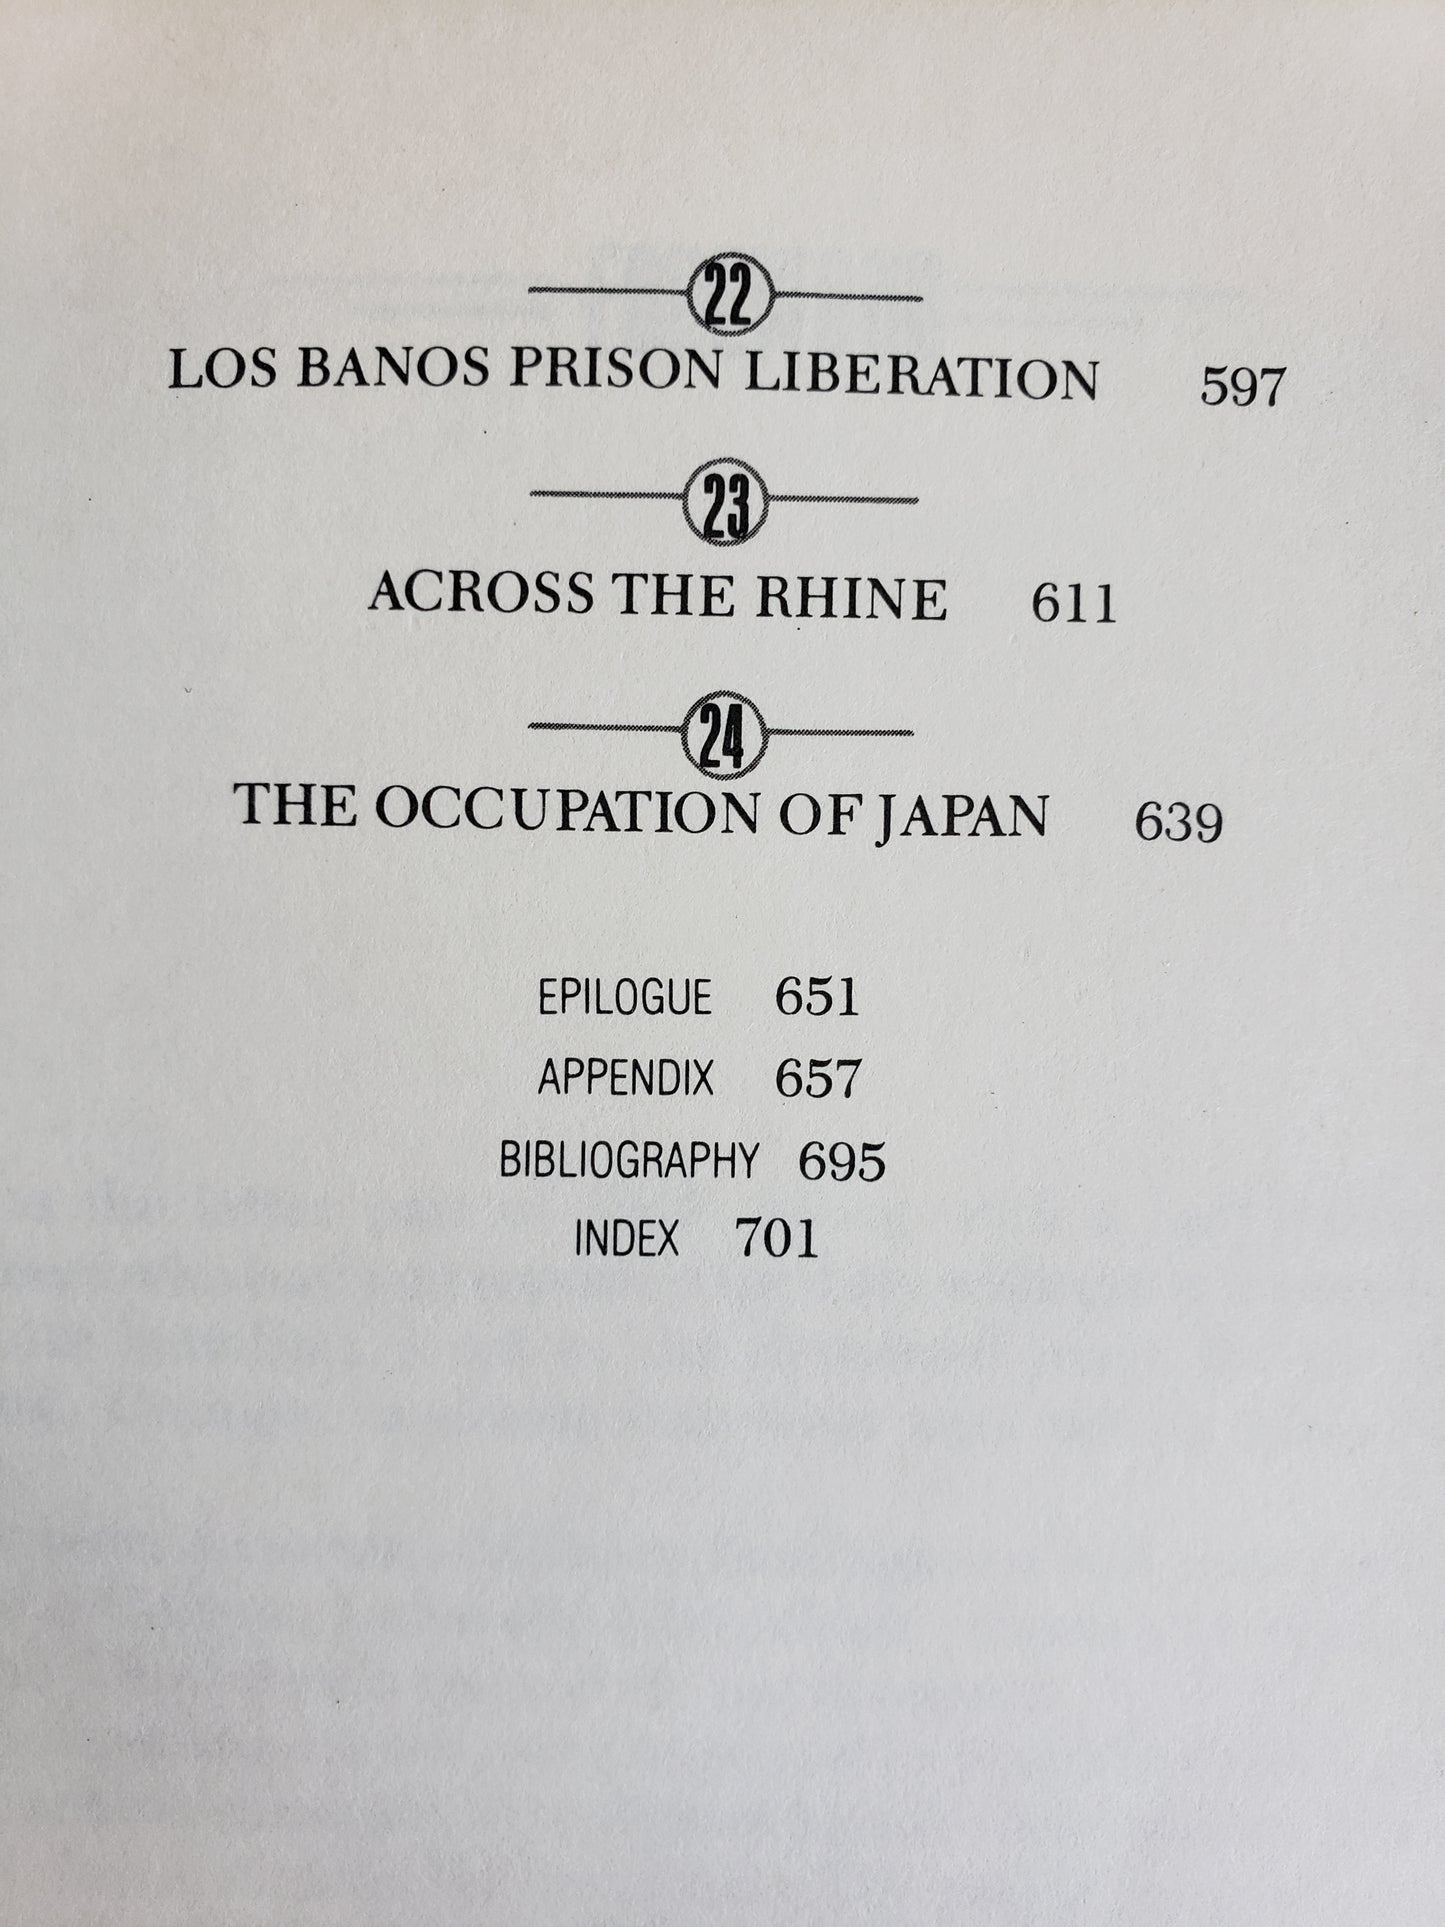 22
LOS BANOS PRISON LIBERATION 597
23
ACROSS THE RHINE 611
24
THE OCCUPATION OF JAPAN 639
EPILOGUE 651
APPENDIX 657
BIBLIOGRAPHY 695
INDEX 701